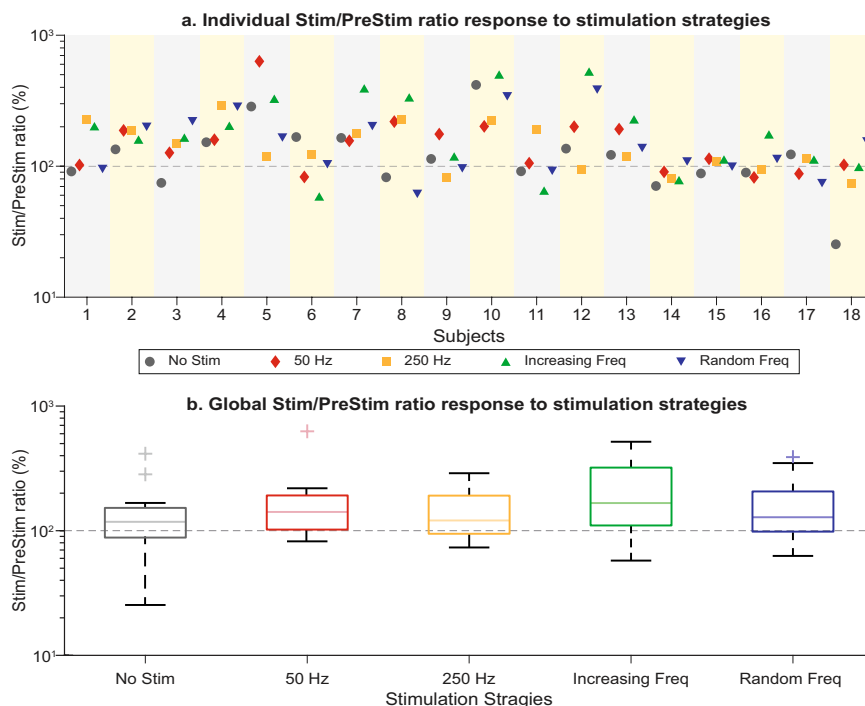 a. Individual Stim/PreStim ratio response to stimulation strategies
Stim/PreStim ratio (%)
10³
10²
10¹
1 2 3 4 5 6 7 8 9 10 11 12 13 14 15 16 17 18
Subjects
No Stim 50 Hz 250 Hz Increasing Freq Random Freq
b. Global Stim/PreStim ratio response to stimulation strategies
Stim/PreStim ratio (%)
10³
10²
10¹
No Stim 50 Hz 250 Hz Increasing Freq Random Freq
Stimulation Stragies